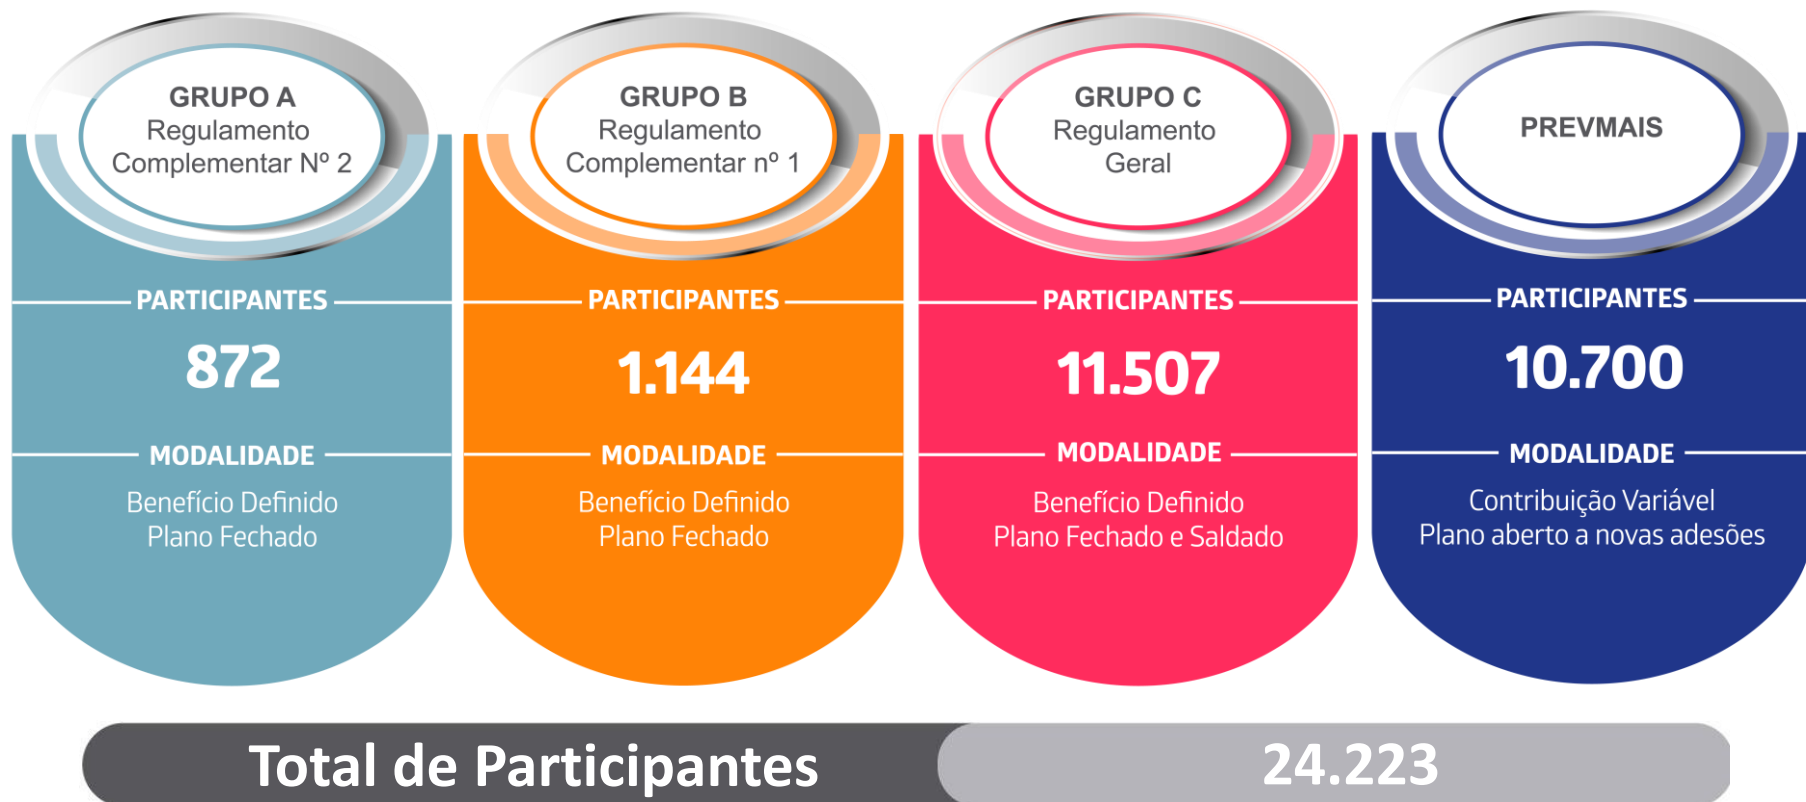 GRUPO A
Regulamento
Complementar Nº 2
PARTICIPANTES
872
MODALIDADE
Benefício Definido
Plano Fechado
GRUPO B
Regulamento
Complementar nº 1
PARTICIPANTES
1.144
MODALIDADE
Benefício Definido
Plano Fechado
GRUPO C
Regulamento
Geral
PARTICIPANTES
11.507
MODALIDADE
Benefício Definido
Plano Fechado e Saldado
PREVMAIS
PARTICIPANTES
10.700
MODALIDADE
Contribuição Variável
Plano aberto a novas adesões
Total de Participantes 24.223